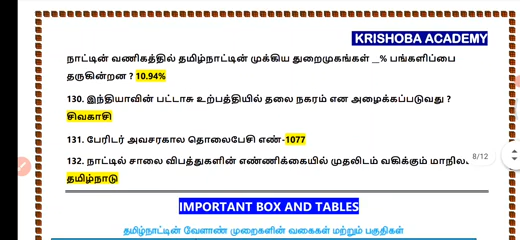 KRISHOBA ACADEMY
நாட்டின் வணிகத்தில் தமிழ்நாட்டின் முக்கிய துறைமுகங்கள் _% பங்களிப்பை
தருகின்றன ? 10.94%
130. இந்தியாவின் பட்டாசு உற்பத்தியில் தலை நகரம் என அழைக்கப்படுவது ?
சிவகாசி
131. பேரிடர் அவசரகால தொலைபேசி எண்-1077
132. நாட்டில் சாலை விபத்துகளின் எண்ணிக்கையில் முதலிடம் வகிக்கும்
8/12
தமிழ்நாடு
IMPORTANT BOX AND TABLES
தமிழ்நாட்டின் வேளாண் முறைகளின் வகைகள் மற்றும் பகுதிகள்